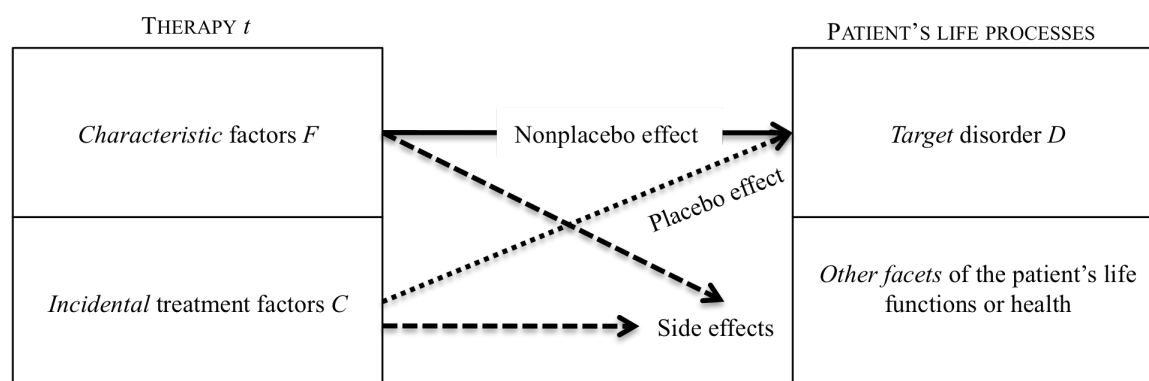 THERAPY t
PATIENT'S LIFE PROCESSES
Characteristic factors F
Nonplacebo effect
Target disorder D
Placebo effect
Incidental treatment factors C
Other facets of the patient's life
functions or health
Side effects